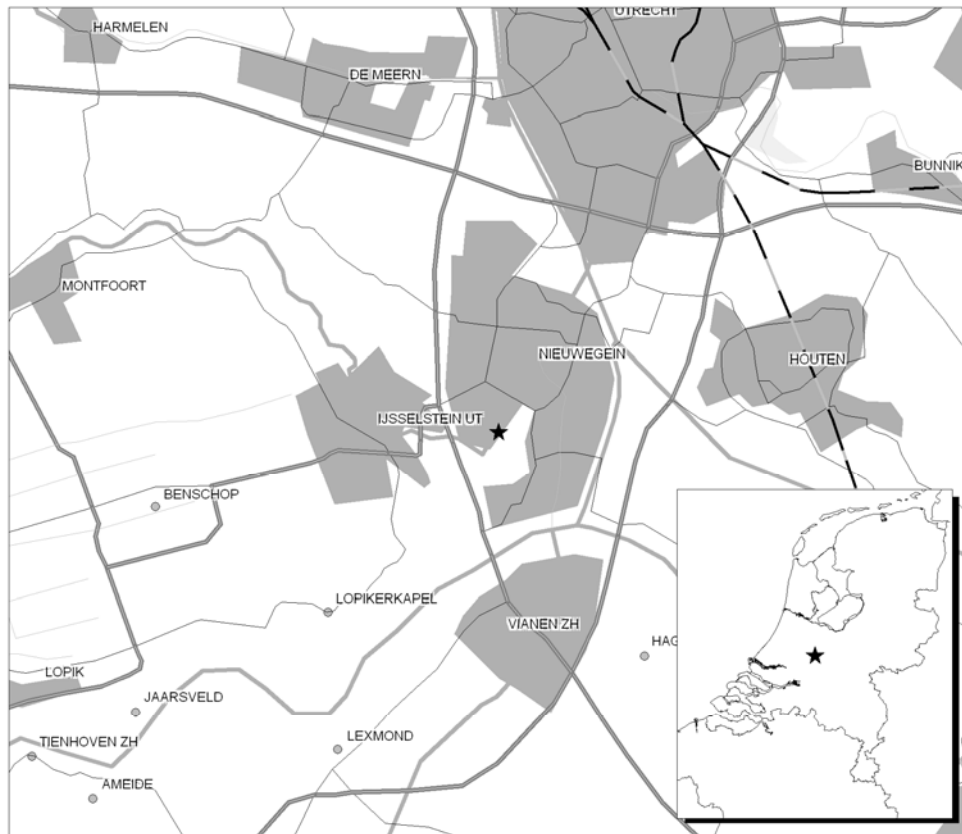 UTRECHT
HARMELEN
DE MEERN
BUNNIK
MONTFOORT
NIEUWEGEIN
HOUTEN
IJSSELSTEIN UT
BENSCHOP
LOPIKERKAPEL
VIANEN ZH
HAG
LOPIK
JAARSVELD
LEXMOND
TIENHOVEN ZH
AMEIDE